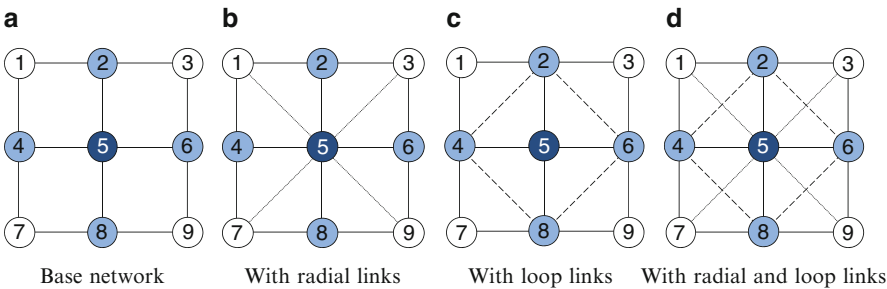 a b c d
1 2 3 1 2 3 1 2 3 1 2 3
4 5 6 4 5 6 4 5 6 4 5 6
7 8 9 7 8 9 7 8 9 7 8 9
Base network With radial links With loop links With radial and loop links